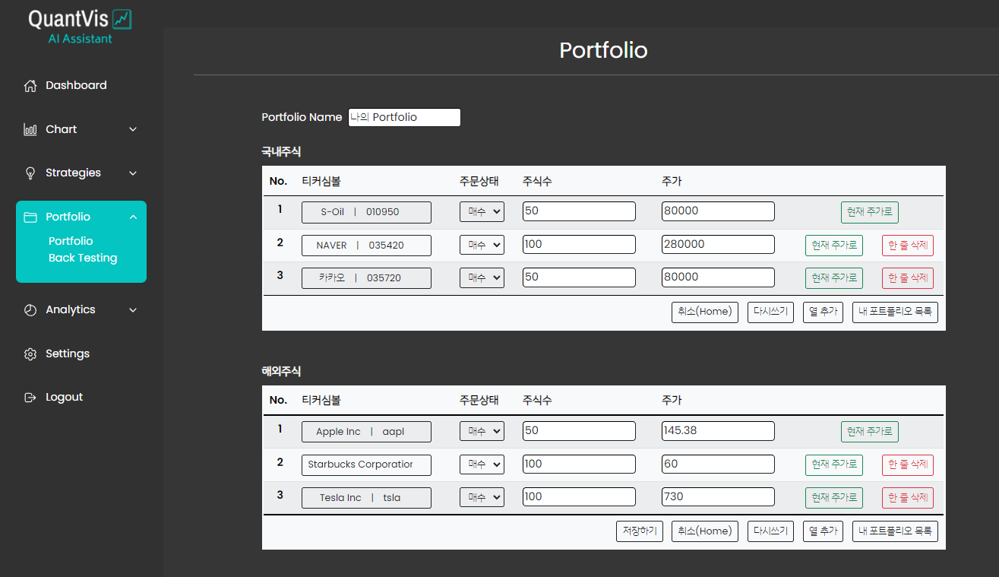 QuantVis
AI Assistant
Dashboard
Chart
Strategies
Portfolio
Portfolio
Back Testing
Analytics
Settings
Logout
Portfolio
Portfolio Name 나의 Portfolio
국내주식
No. 티커심볼 주문상태 주식수 주가
1 S-Oil | 010950 매수 50 80000 현재 주가로
2 NAVER | 035420 매수 100 280000 현재 주가로 한 줄 삭제
3 카카오 | 035720 매수 50 80000 현재 주가로 한 줄 삭제
취소(Home) 다시쓰기 열 추가 내 포트폴리오 목록
해외주식
No. 티커심볼 주문상태 주식수 주가
1 Apple Inc | aapl 매수 50 145.38 현재 주가로
2 Starbucks Corporation 매수 100 60 현재 주가로 한 줄 삭제
3 Tesla Inc | tsla 매수 100 730 현재 주가로 한 줄 삭제
저장하기 취소(Home) 다시쓰기 열 추가 내 포트폴리오 목록